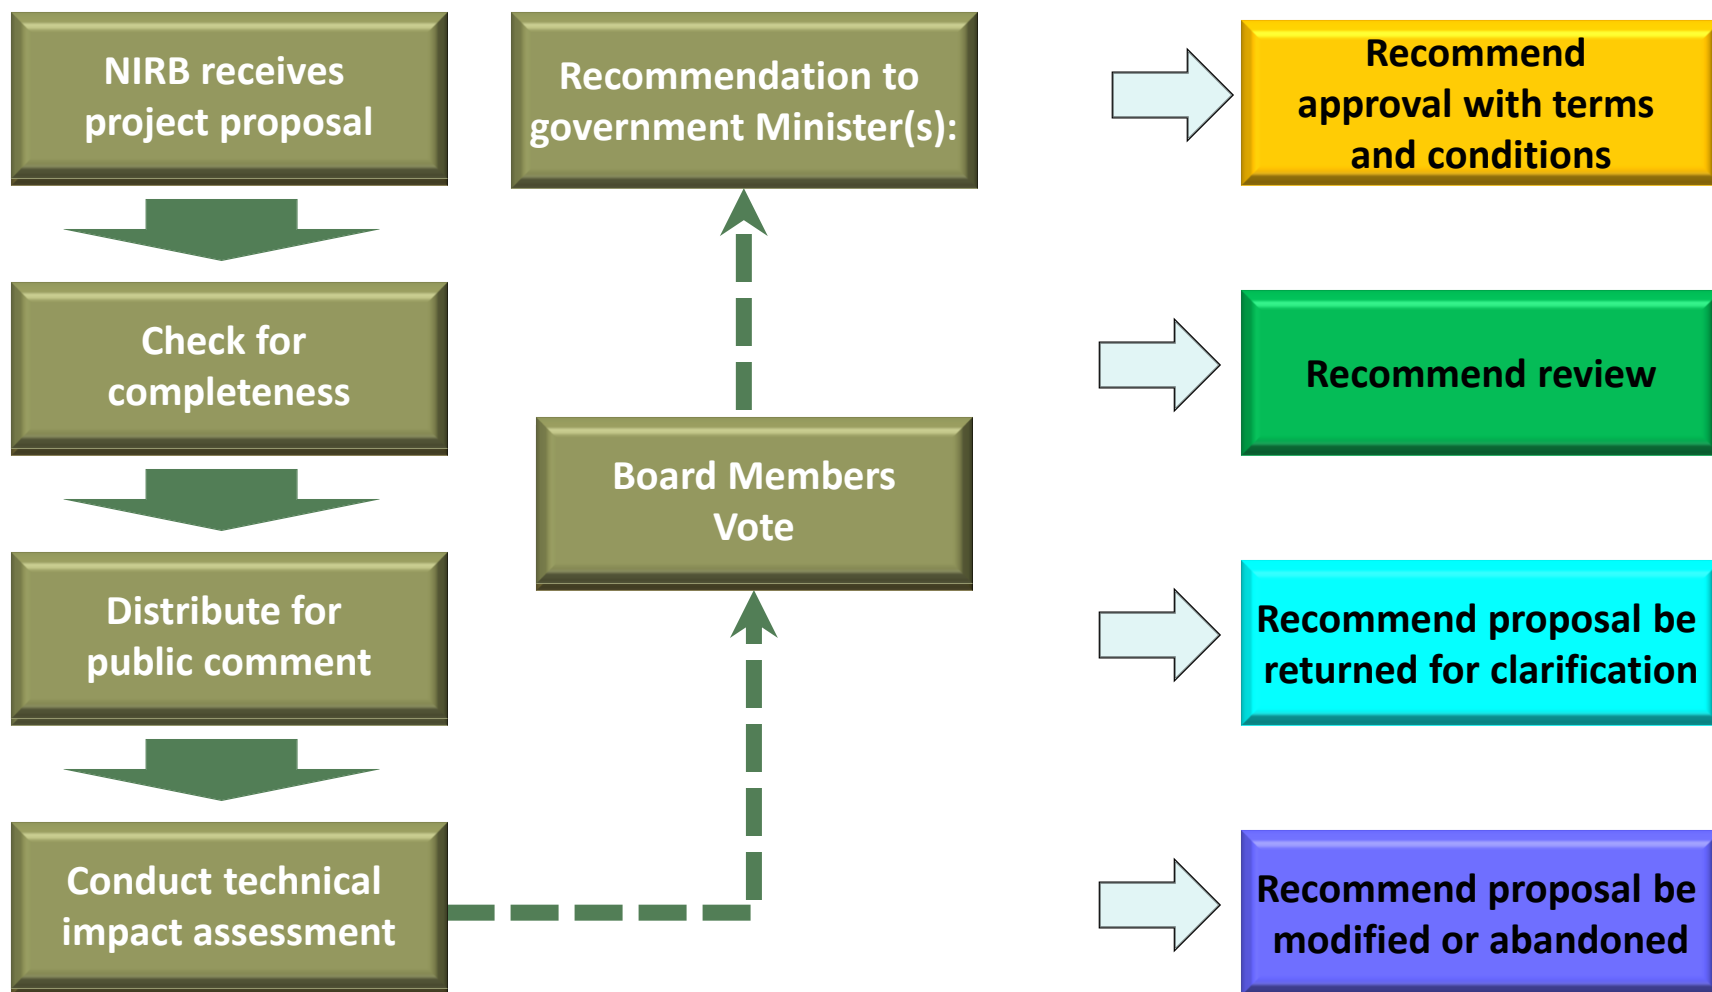 NIRB receives
project proposal
Check for
completeness
Distribute for
public comment
Conduct technical
impact assessment
Board Members
Vote
Recommendation to
government Minister(s):
Recommend
approval with terms
and conditions
Recommend review
Recommend proposal be
returned for clarification
Recommend proposal be
modified or abandoned